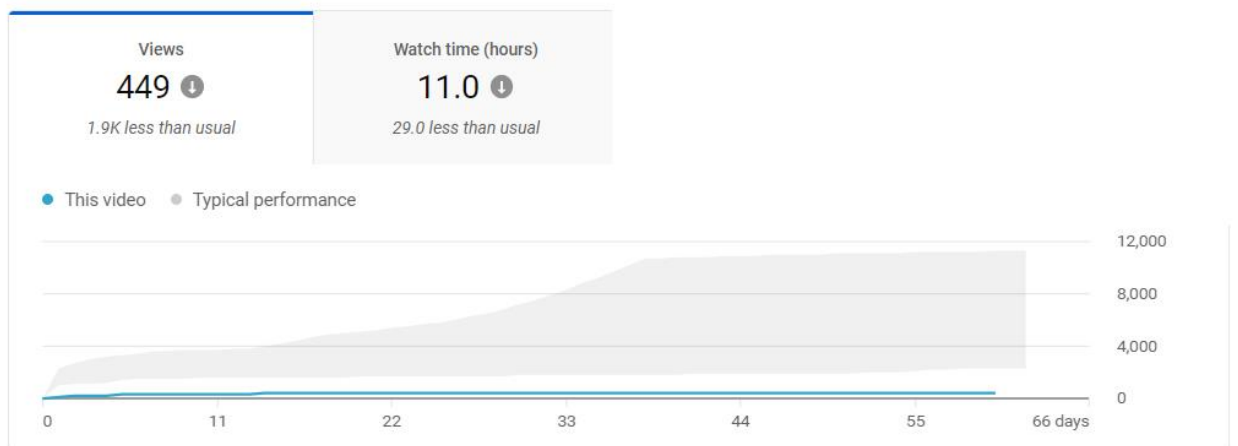 Views
449
1.9K less than usual
Watch time (hours)
11.0
29.0 less than usual
This video
Typical performance
12,000
8,000
4,000
0
0 11 22 33 44 55 66 days